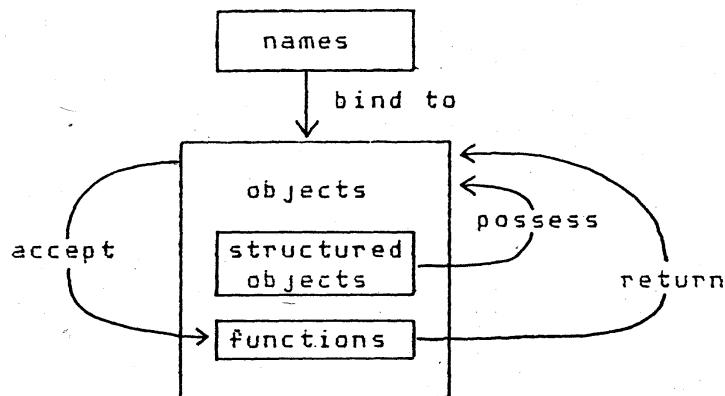 names
bind to
objects
possess
accept
structured
objects
return
functions